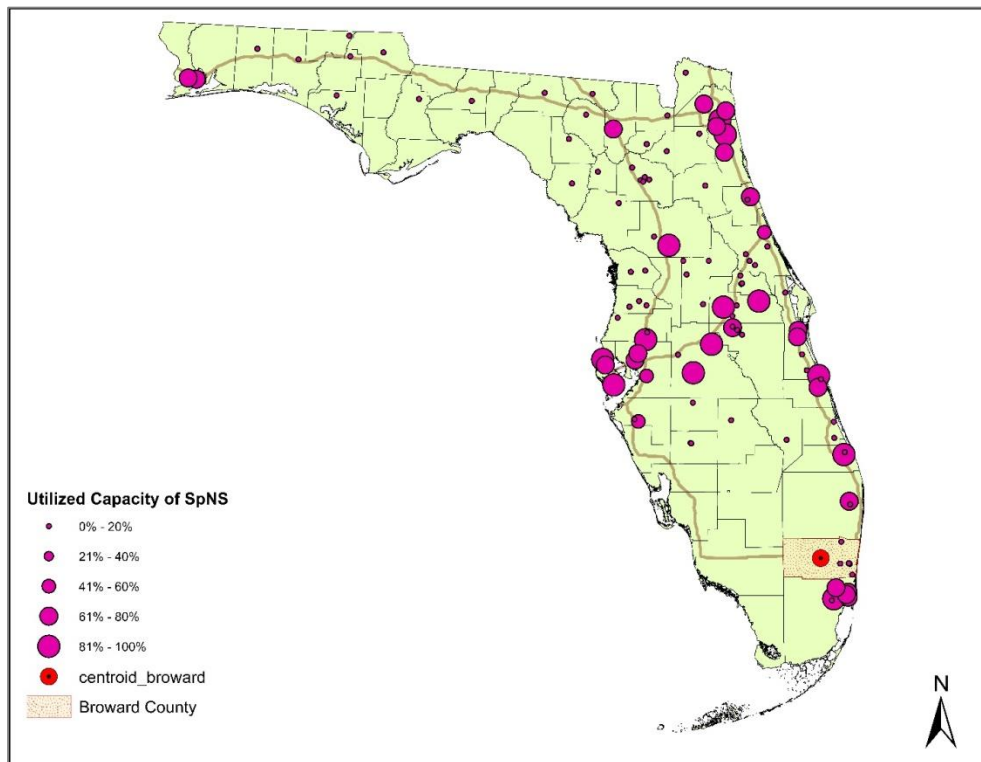 Utilized Capacity of SpNS
0% - 20%
21% - 40%
41% - 60%
61% - 80%
81% - 100%
centroid_broward
Broward County
N